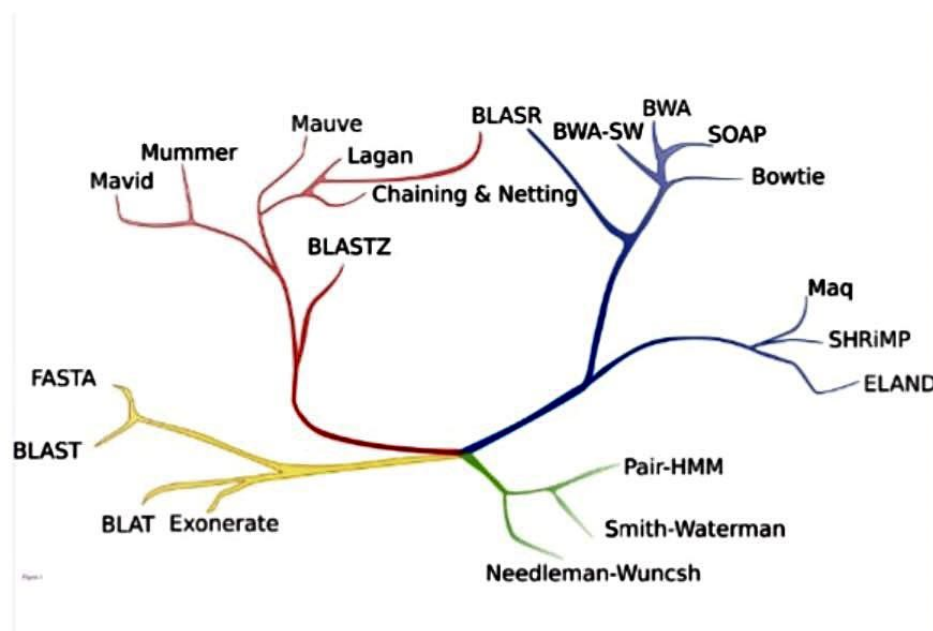 BLASR
BWA
BWA-SW
SOAP
Mauve
Mummer
Lagan
Mavid
Chaining & Netting
Bowtie
BLASTZ
Maq
SHRiMP
FASTA
ELAND
BLAST
Pair-HMM
BLAT
Exonerate
Smith-Waterman
Needleman-Wuncsh